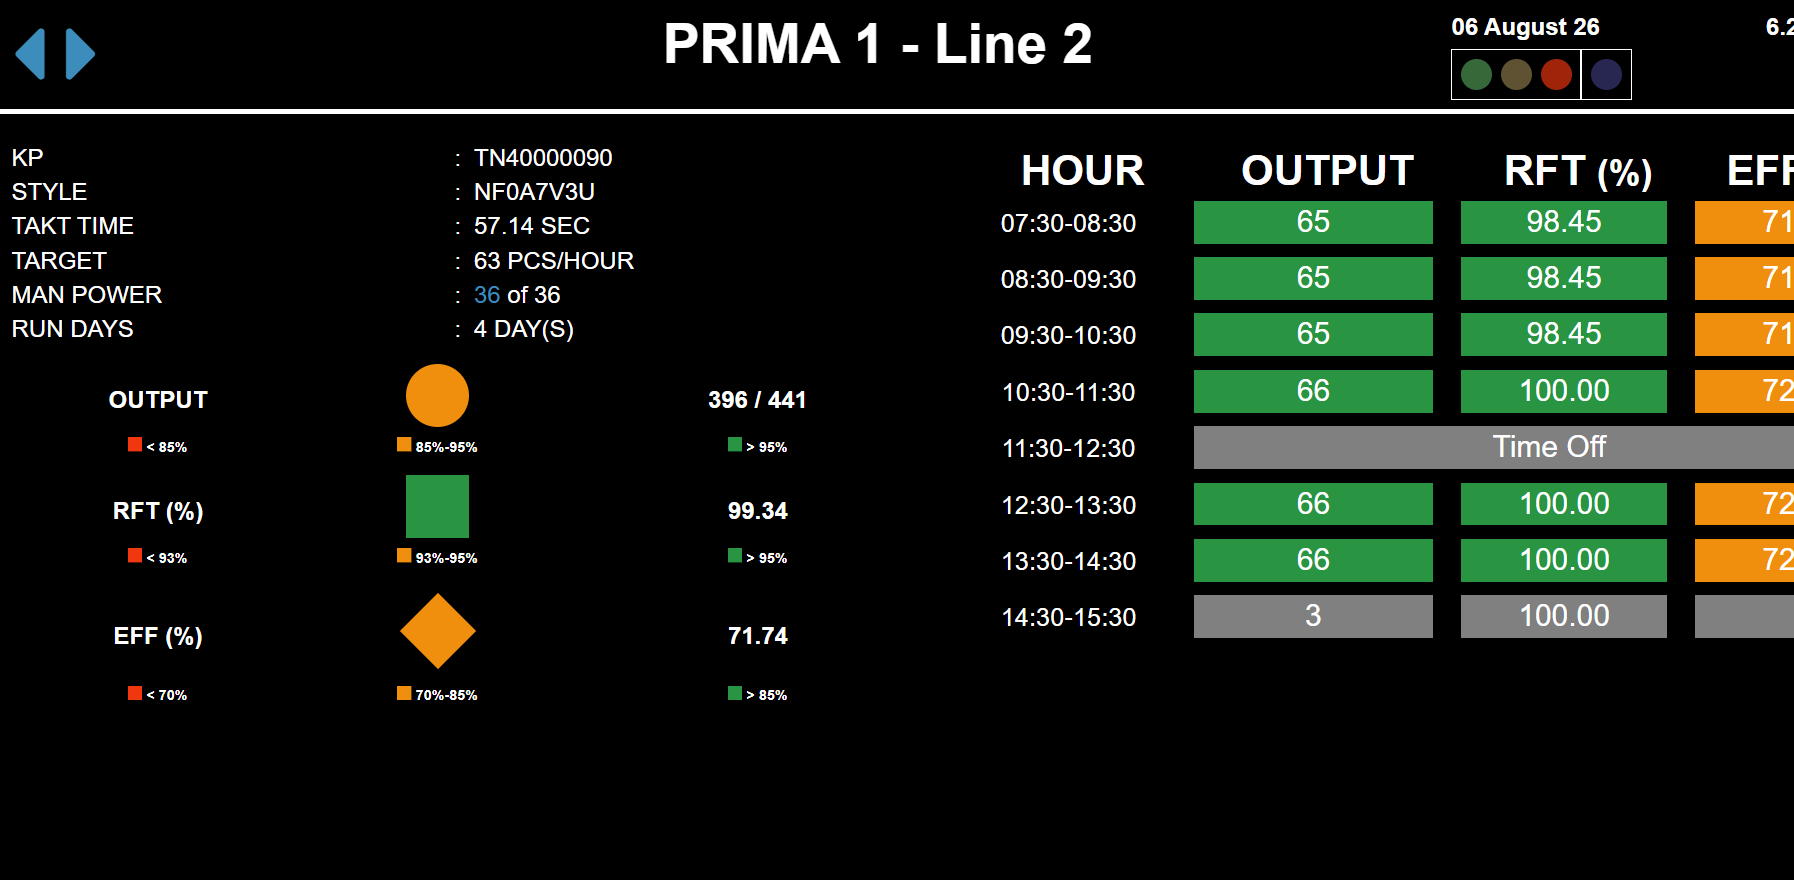 PRIMA 1 - Line 2
06 August 26
KP : TN40000090
STYLE : NF0A7V3U
TAKT TIME : 57.14 SEC
TARGET : 63 PCS/HOUR
MAN POWER : 36 of 36
RUN DAYS : 4 DAY(S)
OUTPUT 396 / 441
< 85% 85%-95% > 95%
RFT (%) 99.34
< 93% 93%-95% > 95%
EFF (%) 71.74
< 70% 70%-85% > 85%
HOUR OUTPUT RFT (%) EFF
07:30-08:30 65 98.45 71
08:30-09:30 65 98.45 71
09:30-10:30 65 98.45 71
10:30-11:30 66 100.00 72
11:30-12:30 Time Off
12:30-13:30 66 100.00 72
13:30-14:30 66 100.00 72
14:30-15:30 3 100.00